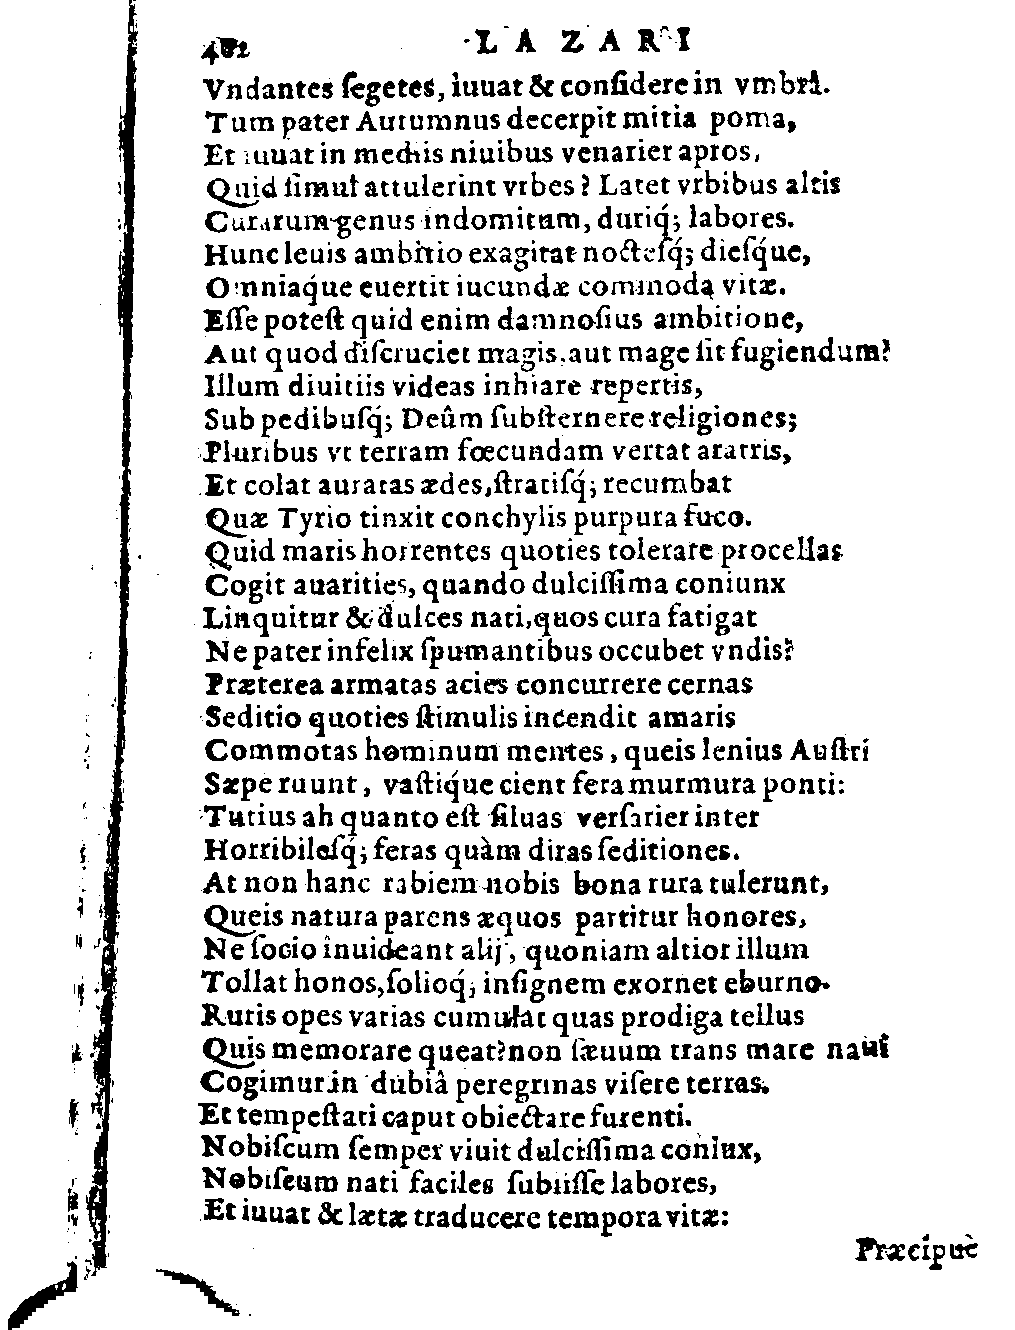 LAZARI
Vndantes ſegetes, iuuat & conſidere in vmbra.
Tum pater Autumnus decerpit mitia poma,
Et iuuat in mediis niuibus venarier apros,
Quid ſimul attulerint vrbes? Latet vrbibus altis
Curarum genus indomitum, duriq́; labores.
Hunc leuis ambitio exagitat noctesq́; dieſq́ue,
Omniaq́ue euertit iucundæ commoda vitæ.
Eſſe poteſt quid enim damnoſius ambitione,
Aut quod diſcruciet magis, aut mage ſit fugiendum?
Illum diuitiis videas inhiare repertis,
Sub pedibuſq́; Deûm ſubſternere religiones;
Pluribus vt terram fœcundam vertat aratris,
Et colat auratas ædes, ſtratiſq́; recumbat
Quæ Tyrio tinxit conchylis purpura fuco.
Quid maris horrentes quoties tolerare procellas
Cogit auarities, quando dulciſſima coniunx
Linquitur & dulces nati, quos cura fatigat
Ne pater infelix ſpumantibus occubet vndis?
Præterea armatas acies concurrere cernas
Seditio quoties ſtimulis incendit amaris
Commotas hominum mentes, queis lenius Auſtri
Sæpe ruunt, vaſtiq́ue cient fera murmura ponti:
Tutius ah quanto eſt ſiluas verſarier inter
Horribileſq́; feras quàm diras ſeditiones.
At non hanc rabiem nobis bona rura tulerunt,
Queis natura parens æquos partitur honores,
Ne ſocio inuideant alij, quoniam altior illum
Tollat honos, ſolioq́; inſignem exornet eburno.
Ruris opes varias cumulat quas prodiga tellus
Quis memorare queat? non ſæuum trans mare naui
Cogimur in dubiâ peregrinas viſere terras.
Et tempeſtati caput obiectare furenti.
Nobiſcum ſemper viuit dulciſſima coniux,
Nobiſcum nati faciles ſubiiſſe labores,
Et iuuat & lætæ traducere tempora vitæ:
Præcipuè